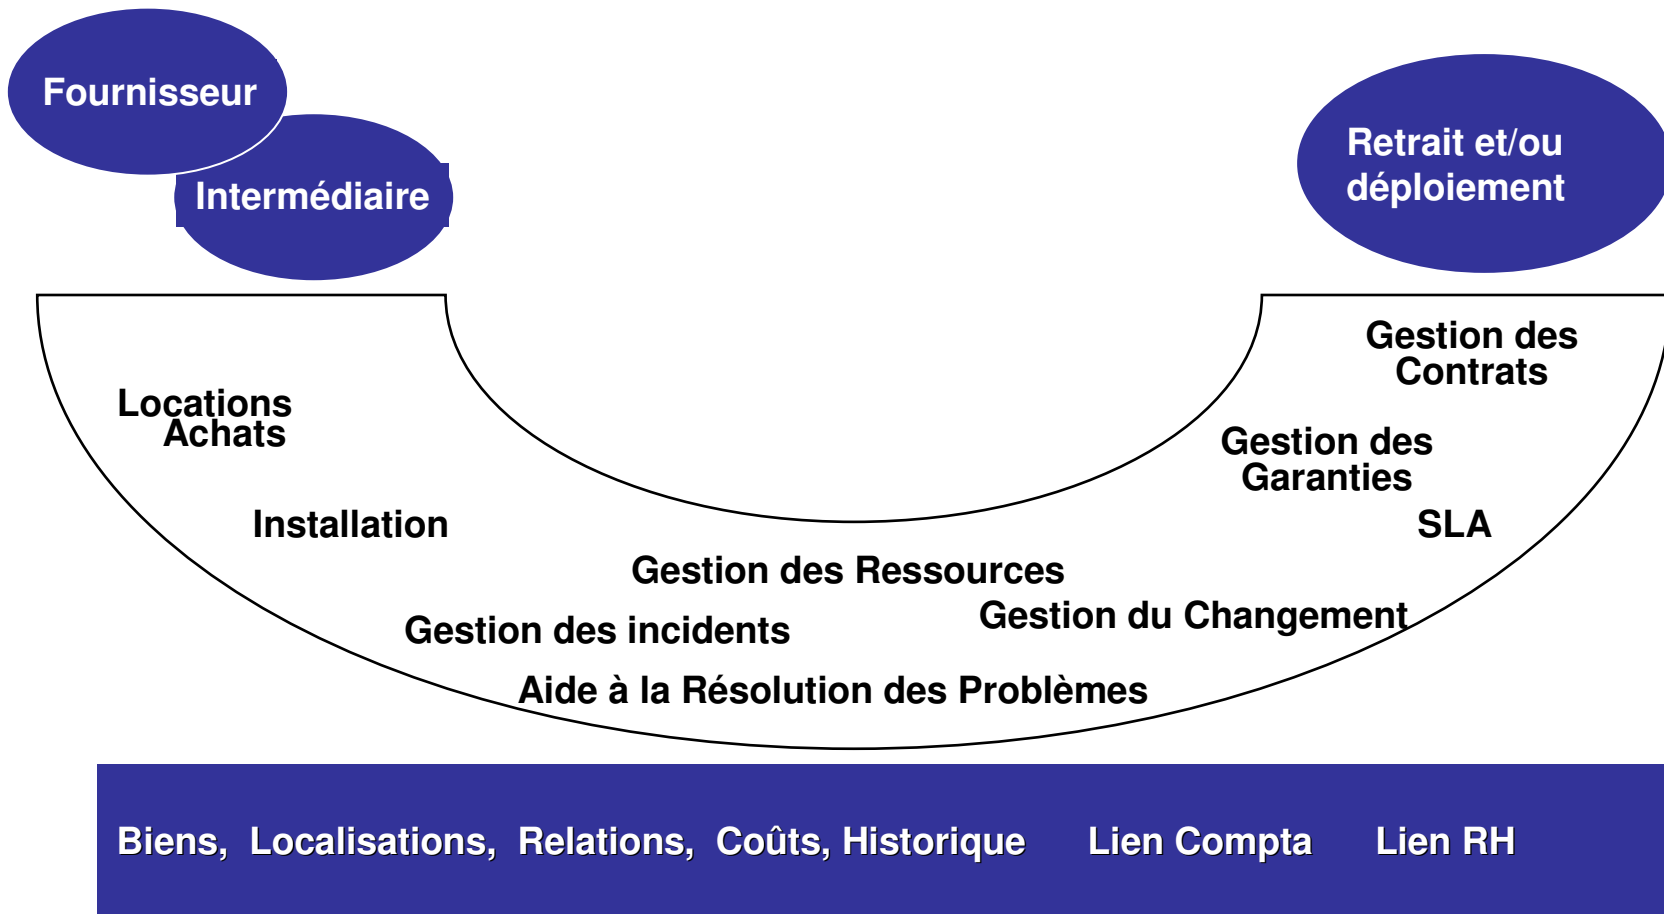 Fournisseur
Intermédiaire
Retrait et/ou
déploiement
Gestion des
Contrats
Locations
Achats
Gestion des
Garanties
Installation
SLA
Gestion des Ressources
Gestion du Changement
Gestion des incidents
Aide à la Résolution des Problèmes
Biens, Localisations, Relations, Coûts, Historique Lien Compta Lien RH